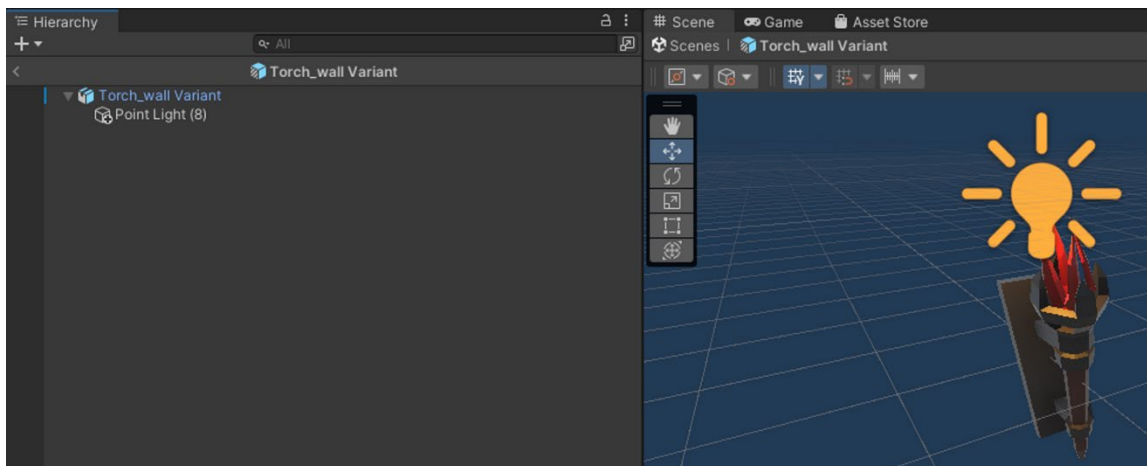 Hierarchy
All
Torch_wall Variant
Torch_wall Variant
Point Light (8)
Scene Game Asset Store
Scenes Torch_wall Variant